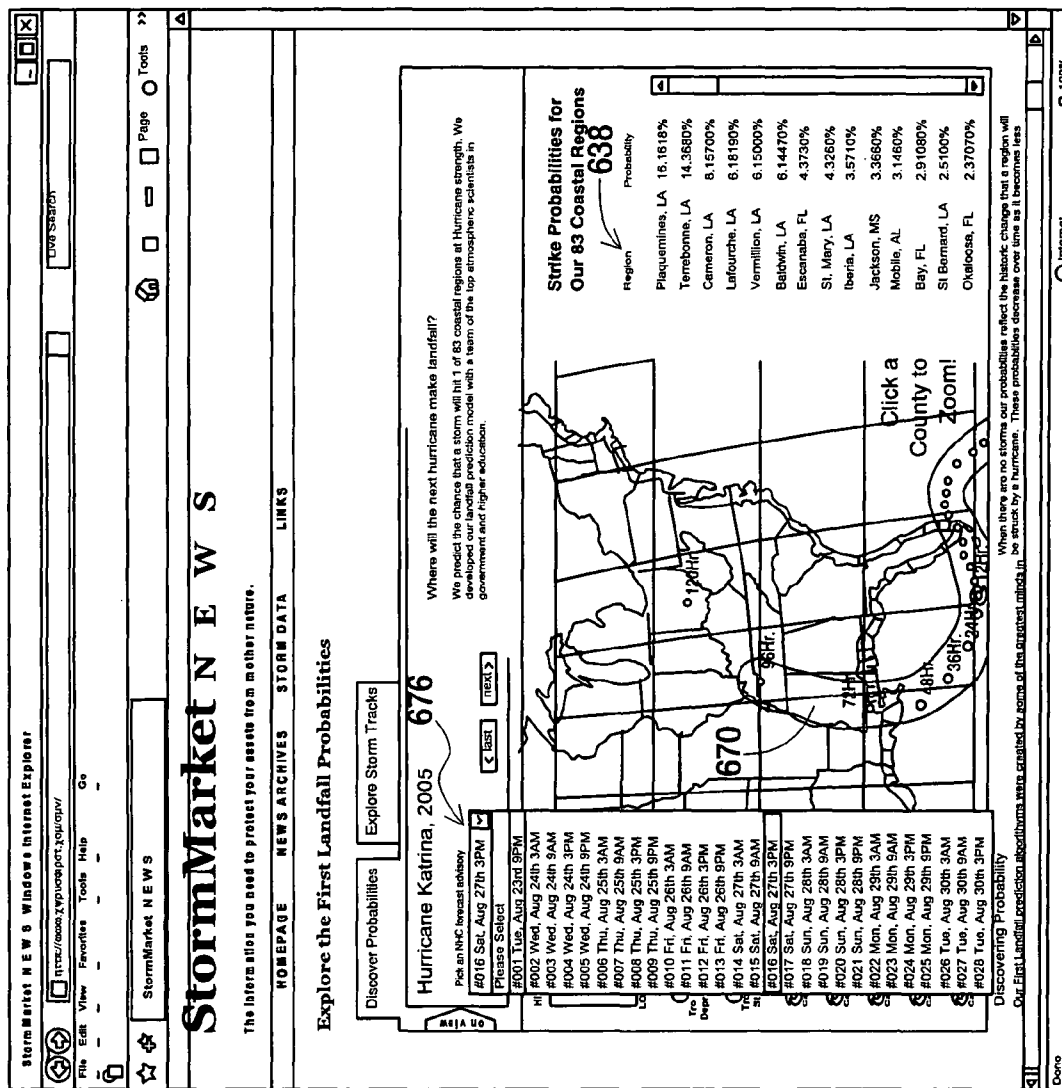 StormMarket N E W S Windows Internet Explorer
Live Search
File Edit View Favorites Tools Help Go
StormMarket N E W S
Page Tools >>
StormMarket N E W S
The information you need to protect your assets from mother nature.
HOMEPAGE NEWS ARCHIVES STORM DATA LINKS
Explore the First Landfall Probabilities
Discover Probabilities
Explore Storm Tracks
on view
Hurricane Katrina, 2005
676
Pick an NHC forecast advisory
< last
next >
Where will the next hurricane make landfall?
We predict the chance that a storm will hit 1 of 83 coastal regions at Hurricane strength. We
developed our landfall prediction model with a team of the top atmospheric scientists in
government and higher education.
#016 Sat, Aug 27th 3PM
Please Select
#001 Tue, Aug 23rd 9PM
#002 Wed, Aug 24th 3AM
#003 Wed, Aug 24th 9AM
#004 Wed, Aug 24th 3PM
#005 Wed, Aug 24th 9PM
#006 Thu, Aug 25th 3AM
#007 Thu, Aug 25th 9AM
#008 Thu, Aug 25th 3PM
#009 Thu, Aug 25th 9PM
#010 Fri, Aug 26th 3AM
#011 Fri, Aug 26th 9AM
#012 Fri, Aug 26th 3PM
#013 Fri, Aug 26th 9PM
#014 Sat, Aug 27th 3AM
#015 Sat, Aug 27th 9AM
#016 Sat, Aug 27th 3PM
#017 Sat, Aug 27th 9PM
#018 Sun, Aug 28th 3AM
#019 Sun, Aug 28th 9AM
#020 Sun, Aug 28th 3PM
#021 Sun, Aug 28th 9PM
#022 Mon, Aug 29th 3AM
#023 Mon, Aug 29th 9AM
#024 Mon, Aug 29th 3PM
#025 Mon, Aug 29th 9PM
#026 Tue, Aug 30th 3AM
#027 Tue, Aug 30th 9AM
#028 Tue, Aug 30th 3PM
670
120Hr.
96Hr.
72Hr
48Hr.
36Hr.
24Hr
12Hr.
Click a
County to
Zoom!
Strike Probabilities for
Our 83 Coastal Regions
638
Region Probability
Plaquemines, LA 15.1618%
Terrebonne, LA 14.3680%
Cameron, LA 8.15700%
Lafourche, LA 6.18190%
Vermillion, LA 6.15000%
Baldwin, LA 6.14470%
Escanaba, FL 4.3730%
St. Mary, LA 4.3260%
Iberia, LA 3.5710%
Jackson, MS 3.3660%
Mobile, AL 3.1460%
Bay, FL 2.91080%
St Bernard, LA 2.5100%
Okaloosa, FL 2.37070%
Discovering Probability
Our First Landfall prediction algorithms were created by some of the greatest minds in
When there are no storms our probabilities reflect the historic change that a region will
be struck by a hurricane. These probabilities decrease over time as it becomes less
Done
Internet